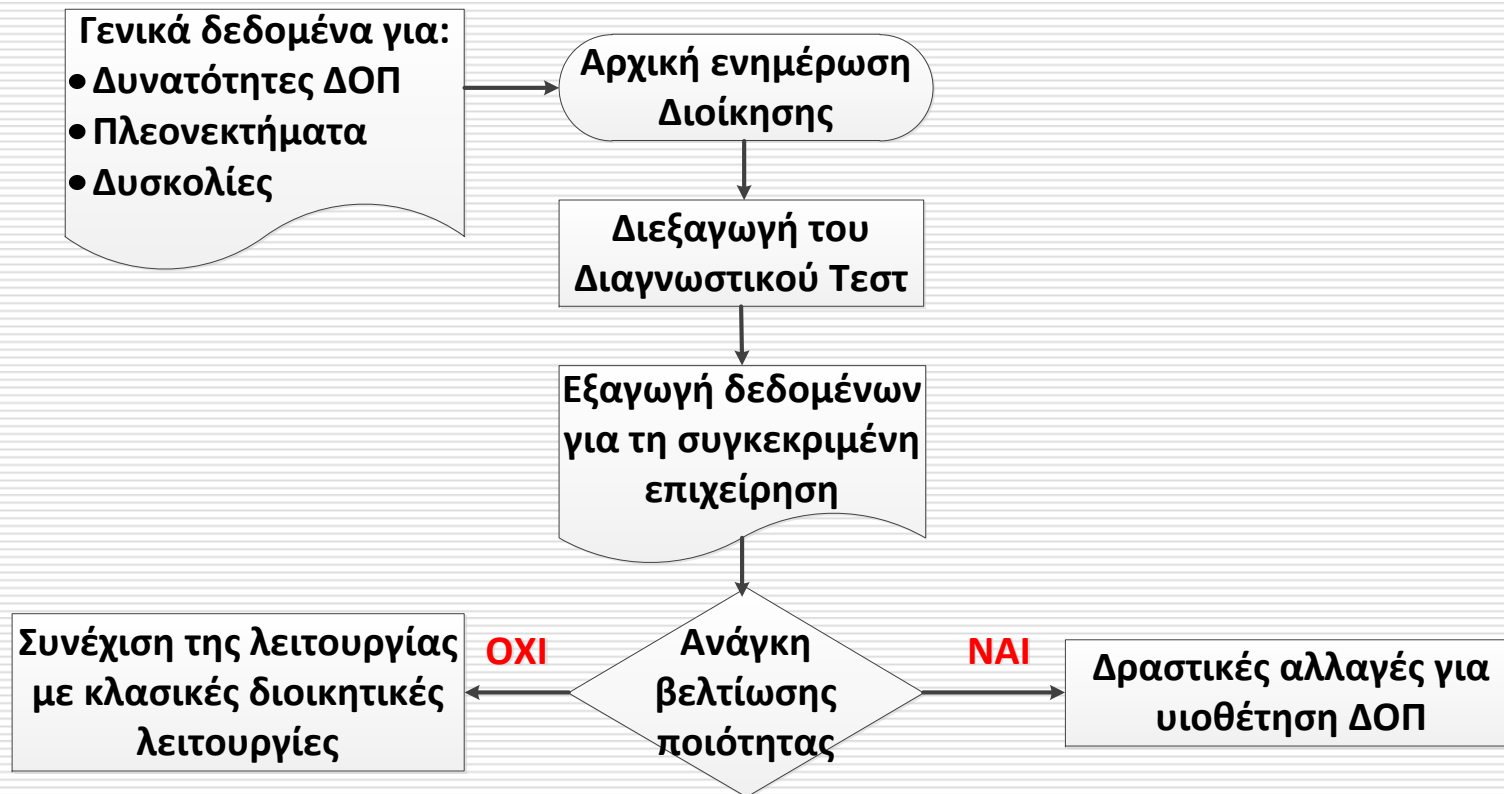 Γενικά δεδομένα για:
• Δυνατότητες ΔΟΠ
• Πλεονεκτήματα
• Δυσκολίες
Αρχική ενημέρωση
Διοίκησης
Διεξαγωγή του
Διαγνωστικού Τεστ
Εξαγωγή δεδομένων
για τη συγκεκριμένη
επιχείρηση
Ανάγκη
βελτίωσης
ποιότητας
ΟΧΙ
Συνέχιση της λειτουργίας
με κλασικές διοικητικές
λειτουργίες
ΝΑΙ
Δραστικές αλλαγές για
υιοθέτηση ΔΟΠ